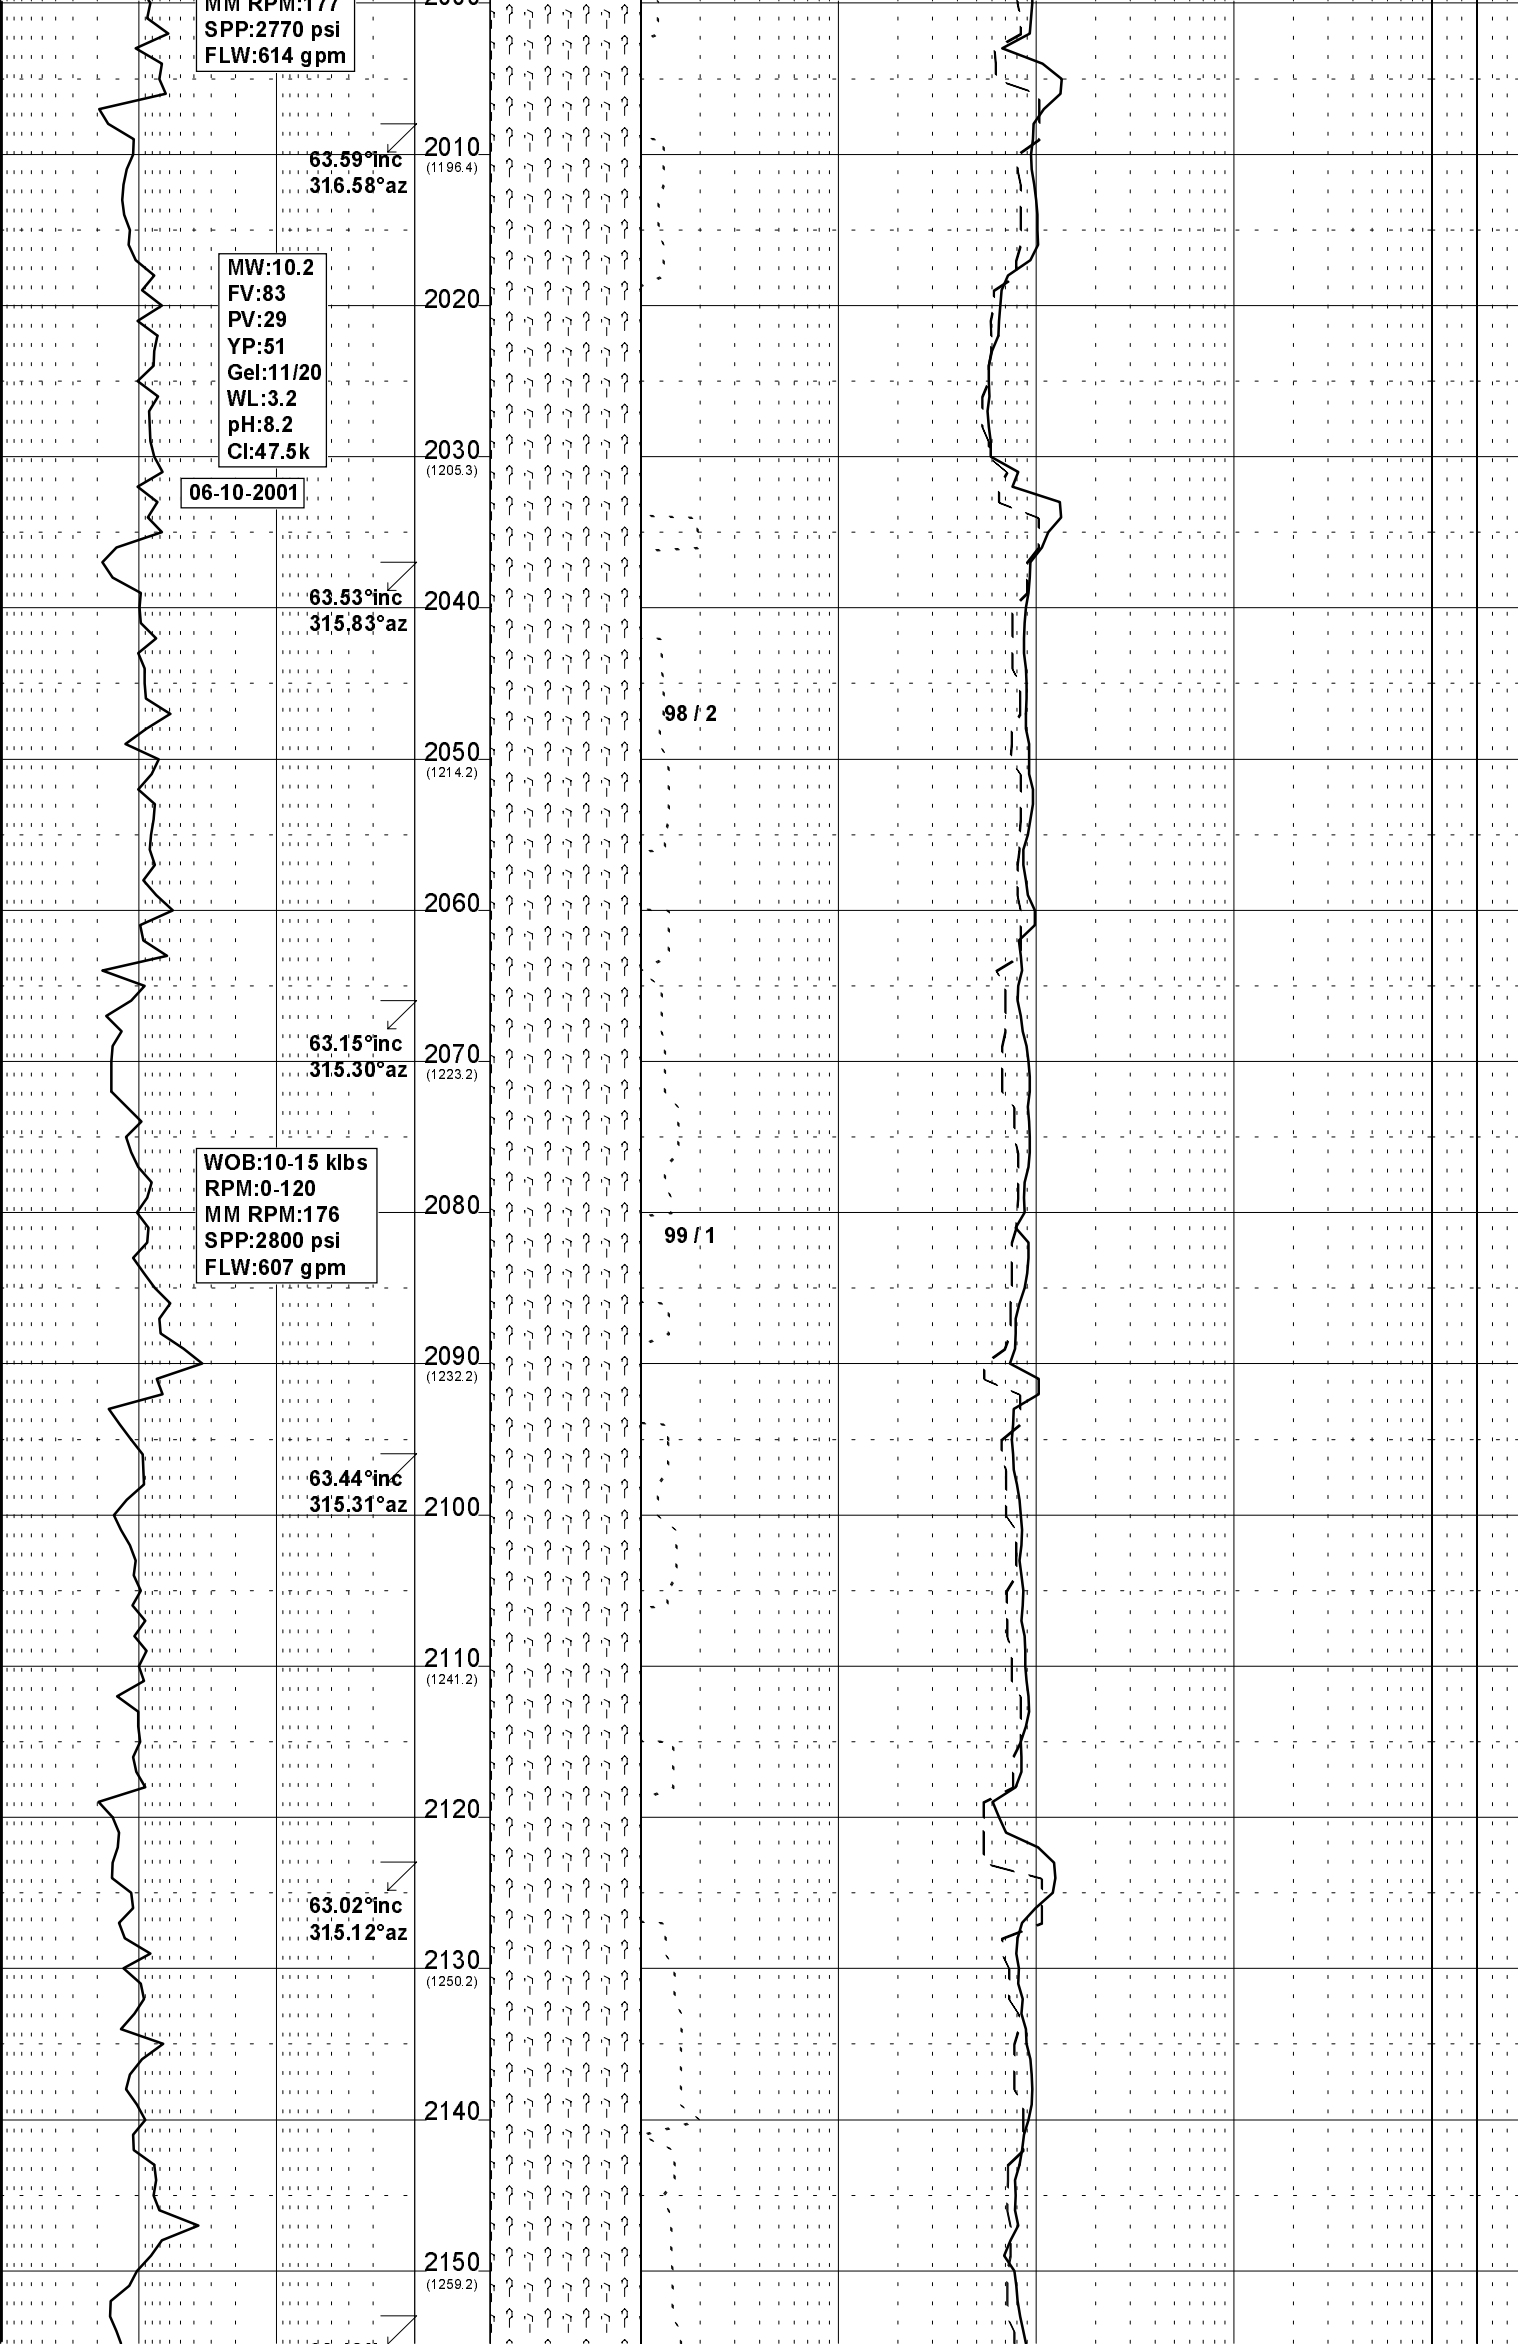 MM RPM:177
SPP:2770 psi
FLW:614 gpm
2000
2010
(1196.4)
63.59°inc
316.58°az
MW:10.2
FV:83
PV:29
YP:51
Gel:11/20
WL:3.2
pH:8.2
Cl:47.5k
2020
2030
(1205.3)
06-10-2001
63.53°inc
315.83°az
2040
98 / 2
2050
(1214.2)
2060
63.15°inc
315.30°az
2070
(1223.2)
WOB:10-15 klbs
RPM:0-120
MM RPM:176
SPP:2800 psi
FLW:607 gpm
2080
99 / 1
2090
(1232.2)
63.44°inc
315.31°az
2100
2110
(1241.2)
2120
63.02°inc
315.12°az
2130
(1250.2)
2140
2150
(1259.2)